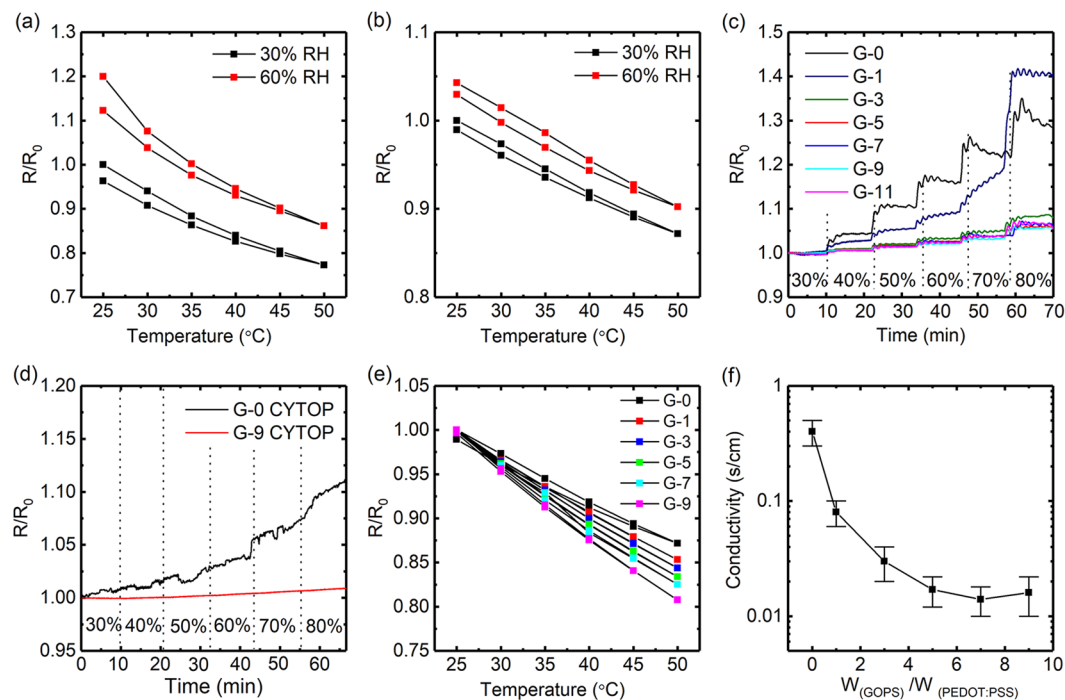 (a)
1.3
1.2
1.1
1.0
0.9
0.8
0.7
R/R0
30% RH
60% RH
25 30 35 40 45 50
Temperature (°C)
(b)
1.1
1.0
0.9
0.8
R/R0
30% RH
60% RH
25 30 35 40 45 50
Temperature (°C)
(c)
1.5
1.4
1.3
1.2
1.1
1.0
0.9
R/R0
G-0
G-1
G-3
G-5
G-7
G-9
G-11
30% 40% 50% 60% 70% 80%
0 10 20 30 40 50 60 70
Time (min)
(d)
1.20
1.15
1.10
1.05
1.00
0.95
R/R0
G-0 CYTOP
G-9 CYTOP
30% 40% 50% 60% 70% 80%
0 10 20 30 40 50 60
Time (min)
(e)
1.05
1.00
0.95
0.90
0.85
0.80
0.75
R/R0
G-0
G-1
G-3
G-5
G-7
G-9
25 30 35 40 45 50
Temperature (°C)
(f)
1
0.1
0.01
Conductivity (s/cm)
0 2 4 6 8 10
W(GOPS) /W (PEDOT:PSS)